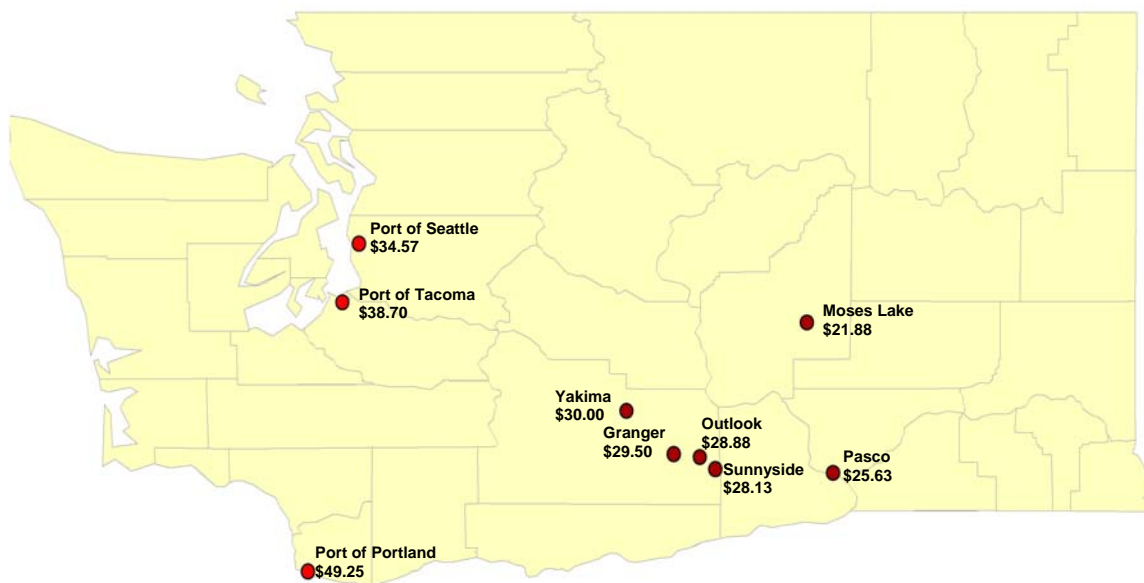 Port of Seattle
$34.57
Port of Tacoma
$38.70
Moses Lake
$21.88
Yakima
$30.00
Granger
$29.50
Outlook
$28.88
Sunnyside
$28.13
Pasco
$25.63
Port of Portland
$49.25